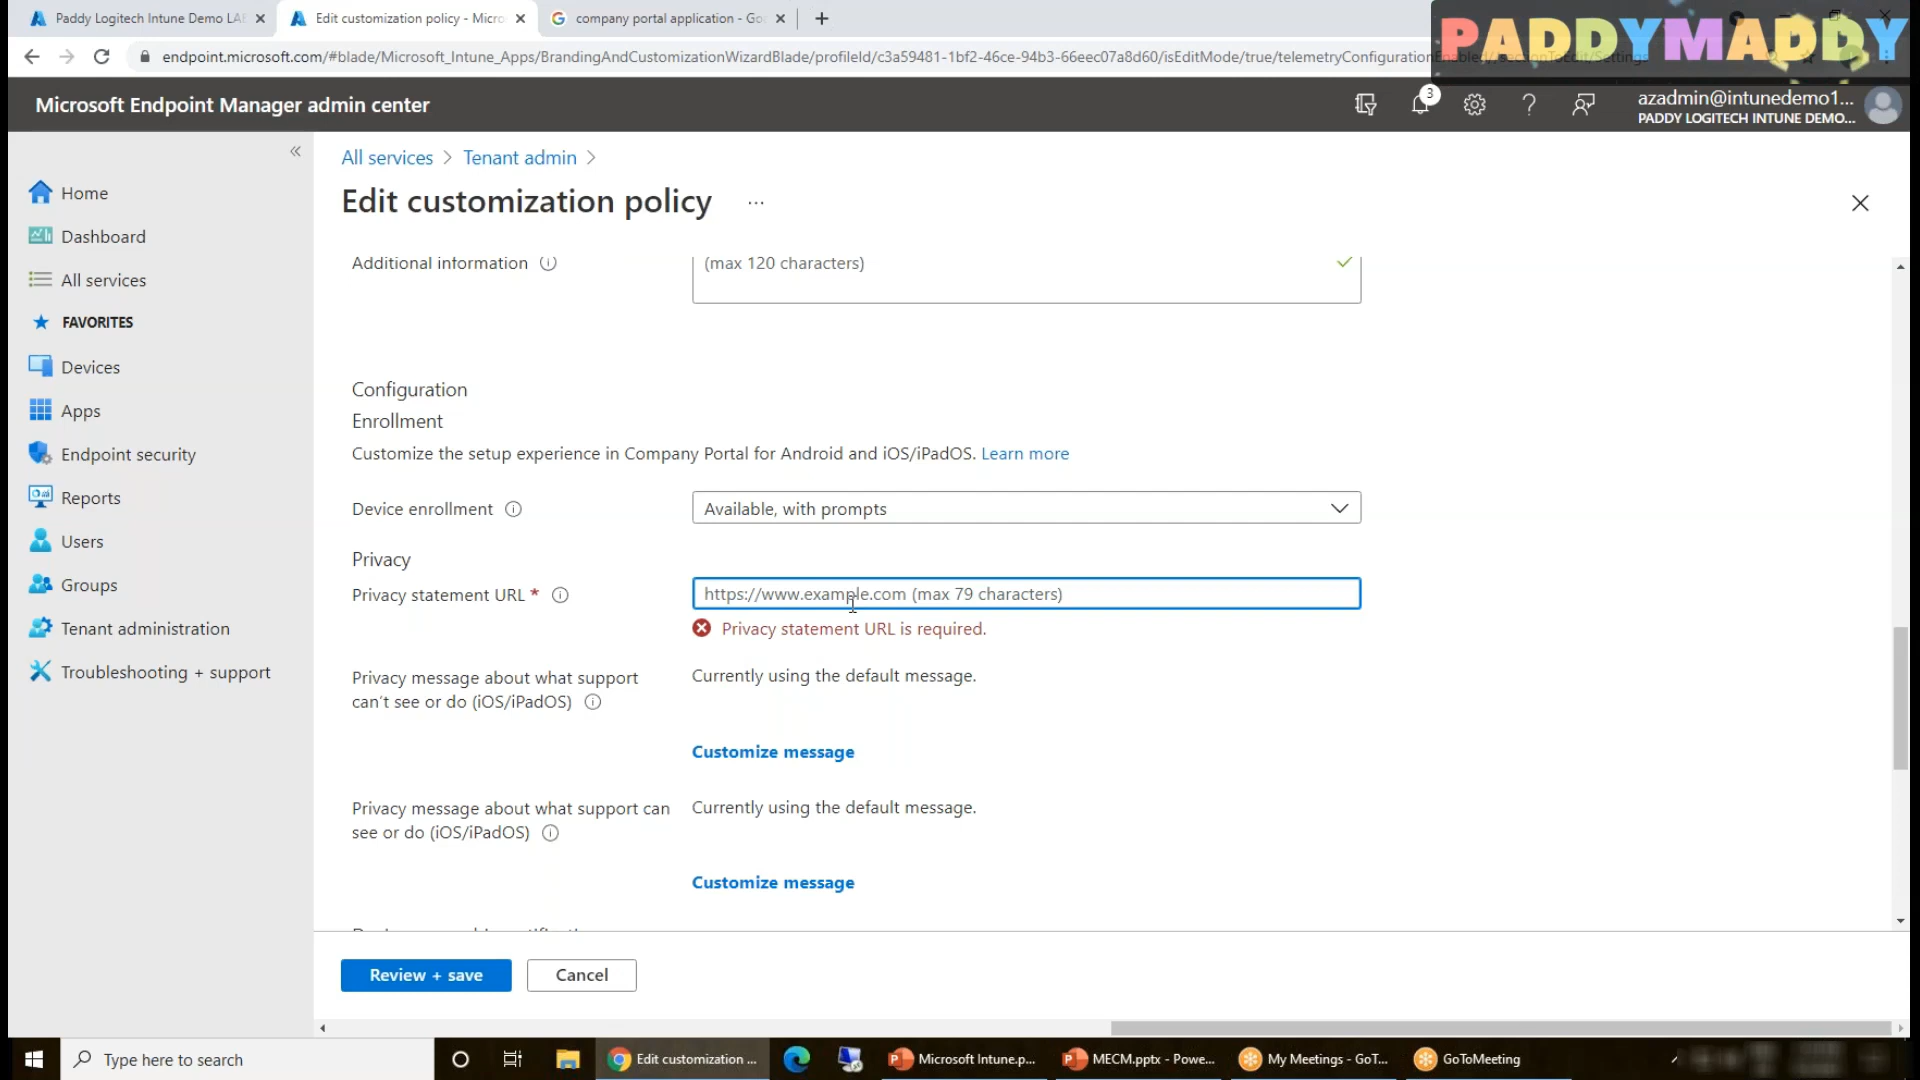 Paddy Logitech Intune Demo LA
Edit customization policy - Micro
company portal application - Go
PADDYMADDY
endpoint.microsoft.com/#blade/Microsoft_Intune_Apps/BrandingAndCustomizationWizardBlade/profileId/c3a59481-1bf2-46ce-94b3-66eec07a8d60/isEditMode/true/telemetryConfigurationEnabled//sectionToEdit/Settings
Microsoft Endpoint Manager admin center
3
azadmin@intunedemo1...
PADDY LOGITECH INTUNE DEMO...
Home
Dashboard
All services
FAVORITES
Devices
Apps
Endpoint security
Reports
Users
Groups
Tenant administration
Troubleshooting + support
All services > Tenant admin >
Edit customization policy ...
Additional information
(max 120 characters)
Configuration
Enrollment
Customize the setup experience in Company Portal for Android and iOS/iPadOS. Learn more
Device enrollment
Available, with prompts
Privacy
Privacy statement URL *
https://www.example.com (max 79 characters)
Privacy statement URL is required.
Privacy message about what support
can't see or do (iOS/iPadOS)
Currently using the default message.
Customize message
Privacy message about what support can
see or do (iOS/iPadOS)
Currently using the default message.
Customize message
Review + save
Cancel
Type here to search
Edit customization ...
Microsoft Intune.p...
MECM.pptx - Powe...
My Meetings - GoT...
GoToMeeting